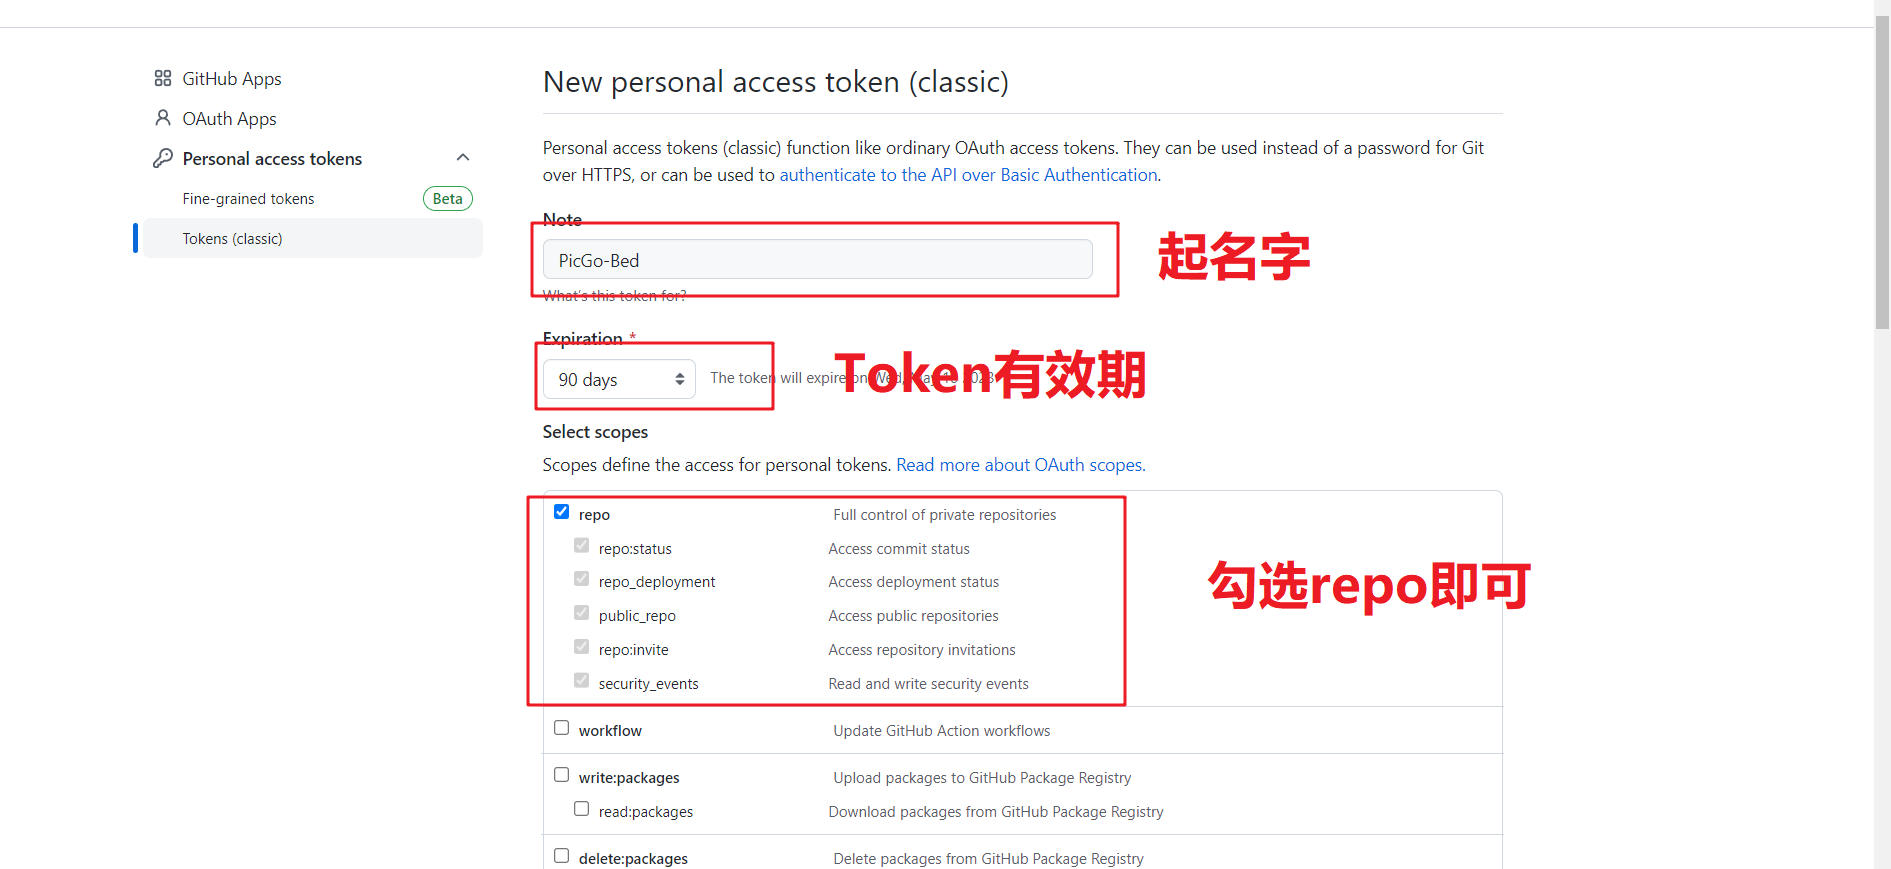 GitHub Apps
OAuth Apps
Personal access tokens
Fine-grained tokens Beta
Tokens (classic)
New personal access token (classic)
Personal access tokens (classic) function like ordinary OAuth access tokens. They can be used instead of a password for Git
over HTTPS, or can be used to authenticate to the API over Basic Authentication.
Note
PicGo-Bed
起名字
What's this token for?
Expiration *
90 days
The token will expire on Wed, May 10 2023
Token有效期
Select scopes
Scopes define the access for personal tokens. Read more about OAuth scopes.
repo Full control of private repositories
repo:status Access commit status
repo_deployment Access deployment status
public_repo Access public repositories
repo:invite Access repository invitations
security_events Read and write security events
勾选repo即可
workflow Update GitHub Action workflows
write:packages Upload packages to GitHub Package Registry
read:packages Download packages from GitHub Package Registry
delete:packages Delete packages from GitHub Package Registry